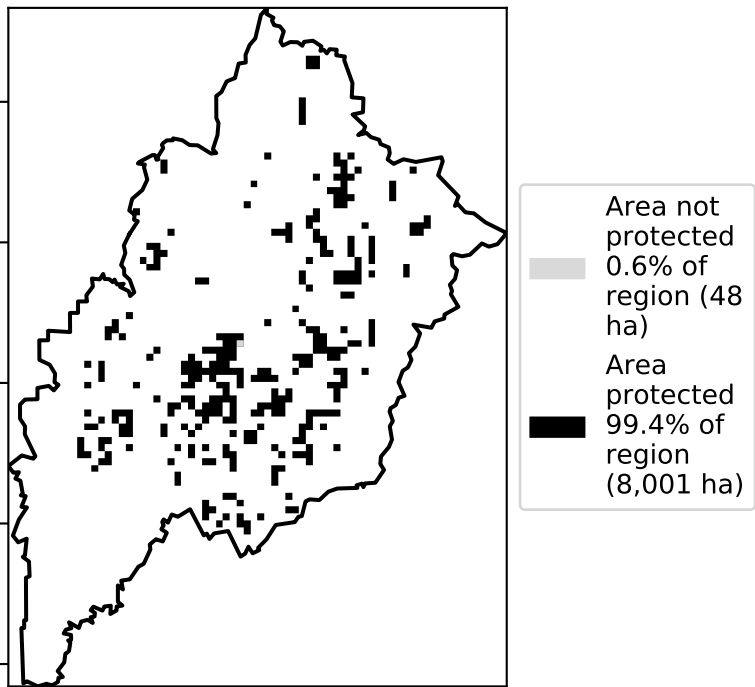 Area not
protected
0.6% of
region (48
ha)
Area
protected
99.4% of
region
(8,001 ha)